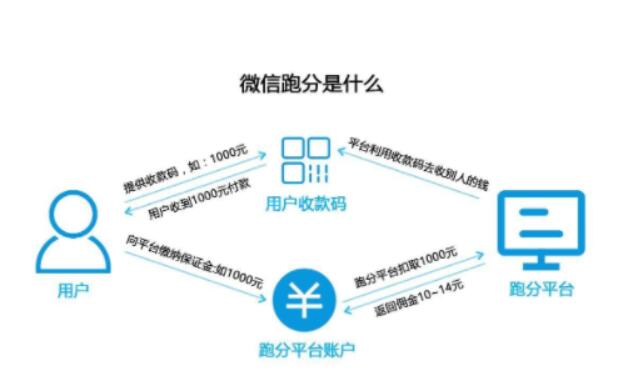 微信跑分是什么
提供收款码，如：1000元
用户收到1000元付款
平台利用收款码去收别人的钱
用户收款码
向平台缴纳保证金:如1000元
跑分平台扣取1000元
返回佣金10~14元
用户
跑分平台
¥
跑分平台账户